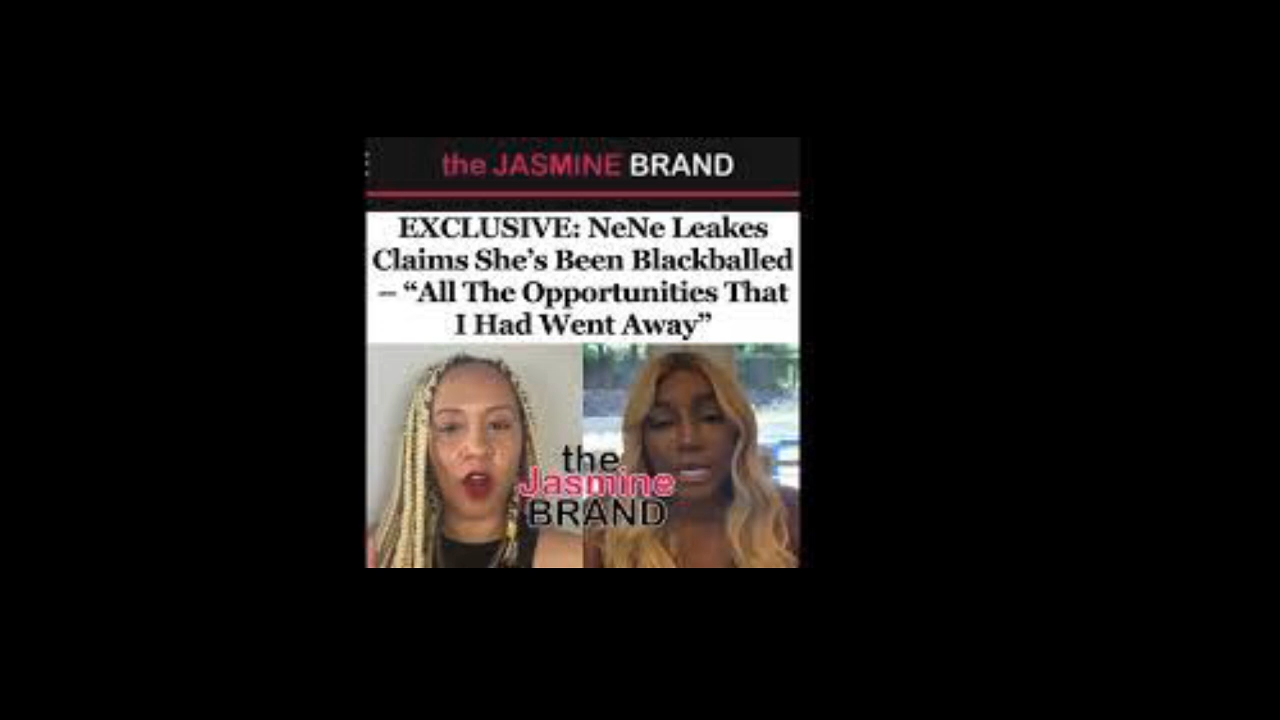 the JASMINE BRAND
EXCLUSIVE: NeNe Leakes
Claims She's Been Blackballed
– “All The Opportunities That
I Had Went Away”
the
Jasmine
BRAND